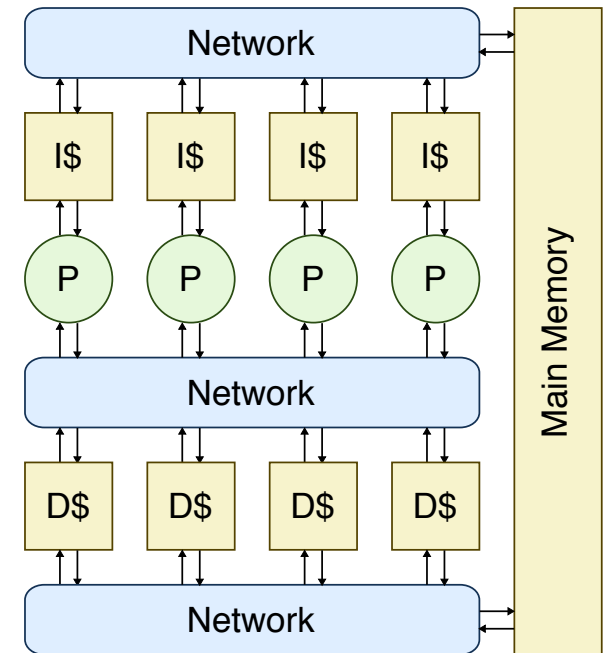 Network
I$ I$ I$ I$
P P P P
Network
D$ D$ D$ D$
Network
Main Memory